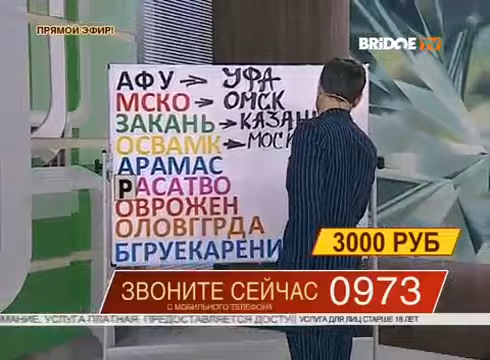 ПРЯМОЙ ЭФИР!
BRIDGE TV
АФУ → УФА
МСКО → ОМСК
ЗАКАНЬ → КАЗАН
ОСВАМК → МОС
АРАМАС
РАСАТВО
ОВРОЖЕН
ОЛОВГГРДА
БГРУЕКАРЕНИ
3000 РУБ
ЗВОНИТЕ СЕЙЧАС 0973
С МОБИЛЬНОГО ТЕЛЕФОНА
МАНИЕ, УСЛУГА ПЛАТНАЯ. ПРЕДОСТАВЛЯЕТСЯ ДОСТУ УСЛУГА ДЛЯ ЛИЦ СТАРШЕ 18 ЛЕТ